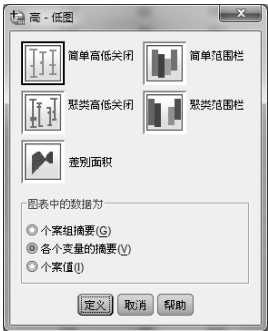 高 - 低图
简单高低关闭
简单范围栏
聚类高低关闭
聚类范围栏
差别面积
图表中的数据为
个案组摘要(G)
各个变量的摘要(V)
个案值(I)
定义
取消
帮助